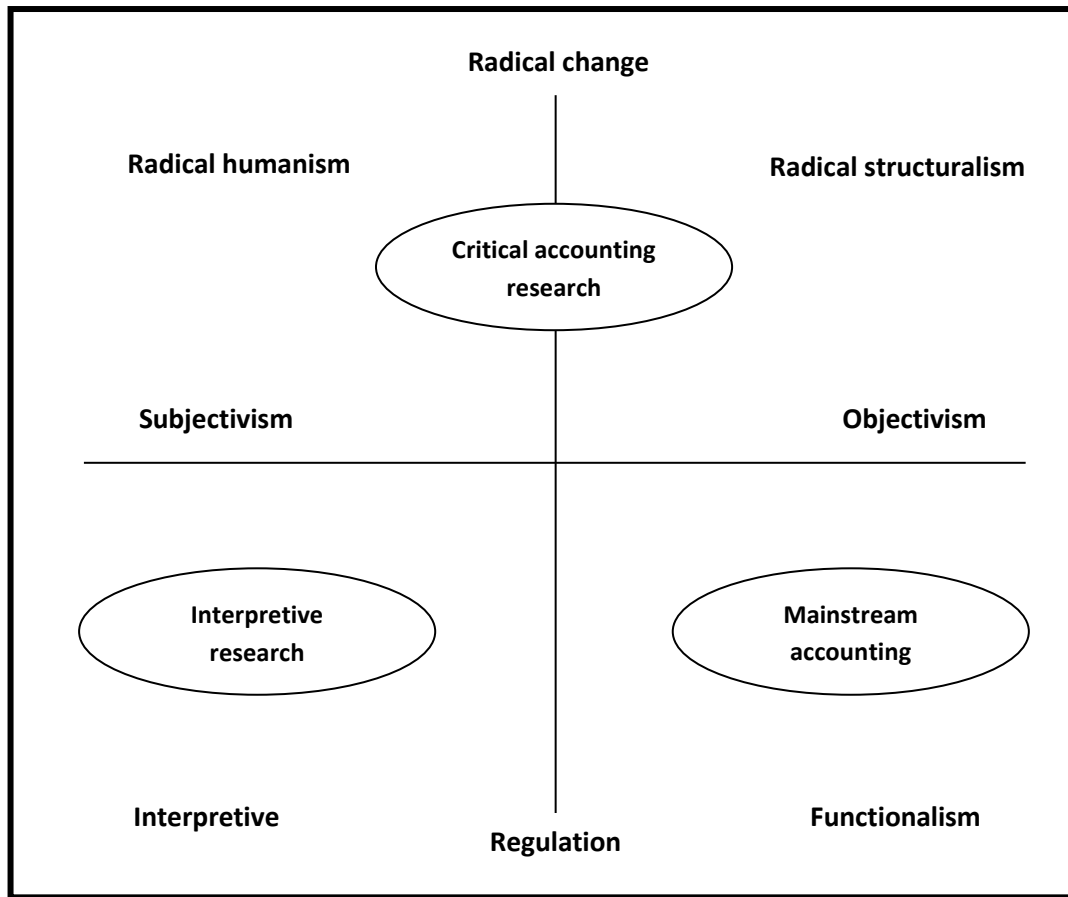 Radical change
Radical humanism
Radical structuralism
Critical accounting
research
Subjectivism
Objectivism
Interpretive
research
Mainstream
accounting
Interpretive
Functionalism
Regulation